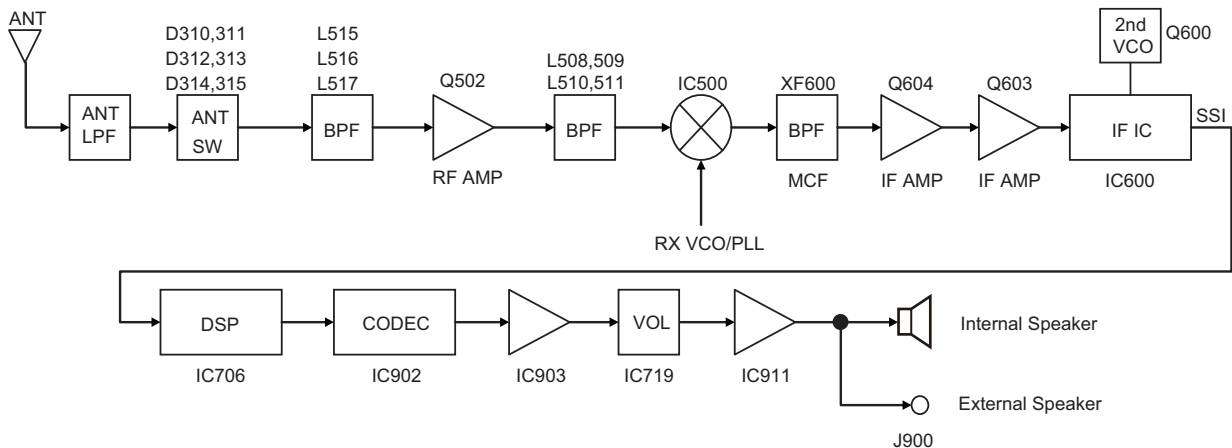 ANT
ANT
LPF
D310,311
D312,313
D314,315
ANT
SW
L515
L516
L517
BPF
Q502
RF AMP
L508,509
L510,511
BPF
IC500
RX VCO/PLL
XF600
BPF
MCF
Q604
IF AMP
Q603
IF AMP
2nd
VCO
Q600
IF IC
IC600
SSI
DSP
IC706
CODEC
IC902
IC903
VOL
IC719
IC911
Internal Speaker
External Speaker
J900